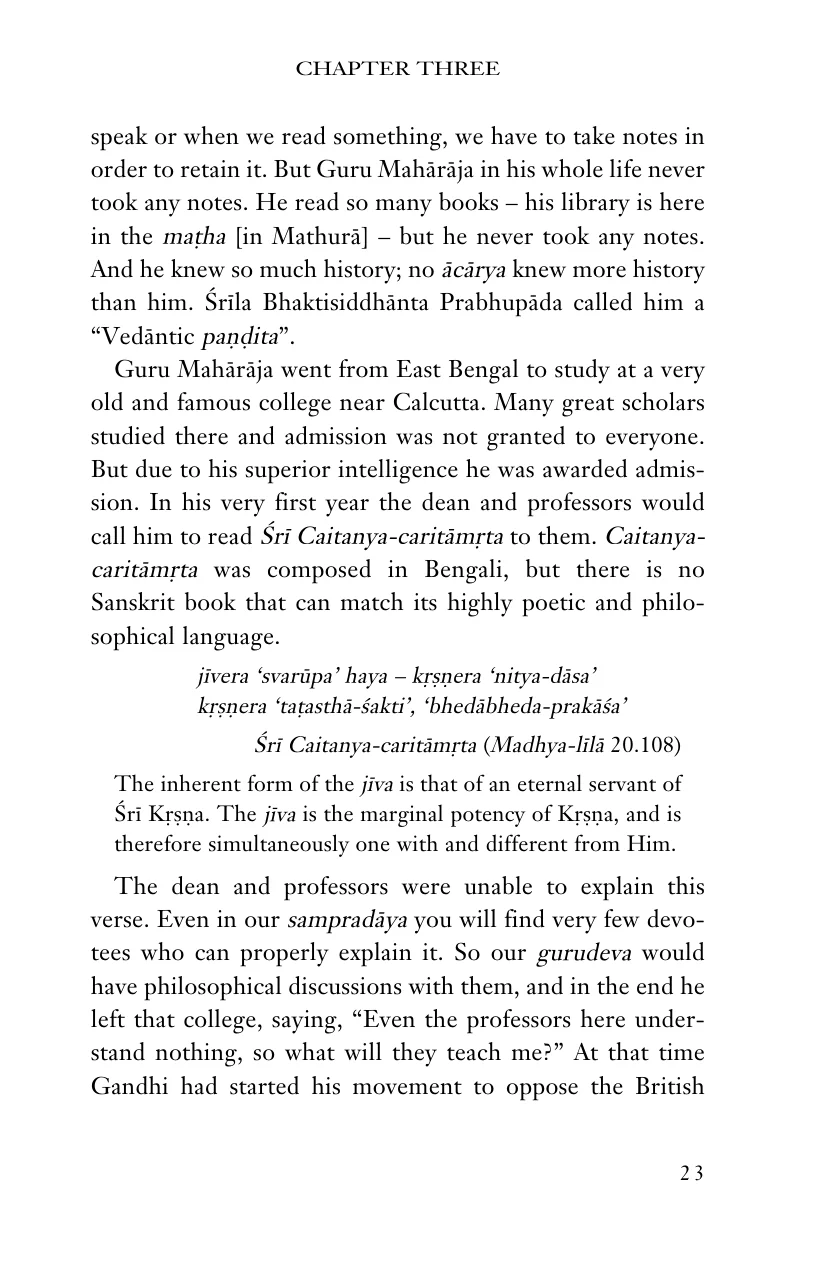 CHAPTER THREE
speak or when we read something, we have to take notes in
order to retain it. But Guru Mahārāja in his whole life never
took any notes. He read so many books – his library is here
in the maṭha [in Mathurā] – but he never took any notes.
And he knew so much history; no ācārya knew more history
than him. Śrīla Bhaktisiddhānta Prabhupāda called him a
“Vedāntic paṇḍita”.
Guru Mahārāja went from East Bengal to study at a very
old and famous college near Calcutta. Many great scholars
studied there and admission was not granted to everyone.
But due to his superior intelligence he was awarded admis-
sion. In his very first year the dean and professors would
call him to read Śrī Caitanya-caritāmṛta to them. Caitanya-
caritāmṛta was composed in Bengali, but there is no
Sanskrit book that can match its highly poetic and philo-
sophical language.
jīvera ‘svarūpa’ haya – kṛṣṇera ‘nitya-dāsa’
kṛṣṇera ‘taṭasthā-śakti’, ‘bhedābheda-prakāśa’
Śrī Caitanya-caritāmṛta (Madhya-līlā 20.108)
The inherent form of the jīva is that of an eternal servant of
Śrī Kṛṣṇa. The jīva is the marginal potency of Kṛṣṇa, and is
therefore simultaneously one with and different from Him.
The dean and professors were unable to explain this
verse. Even in our sampradāya you will find very few devo-
tees who can properly explain it. So our gurudeva would
have philosophical discussions with them, and in the end he
left that college, saying, “Even the professors here under-
stand nothing, so what will they teach me?” At that time
Gandhi had started his movement to oppose the British
23